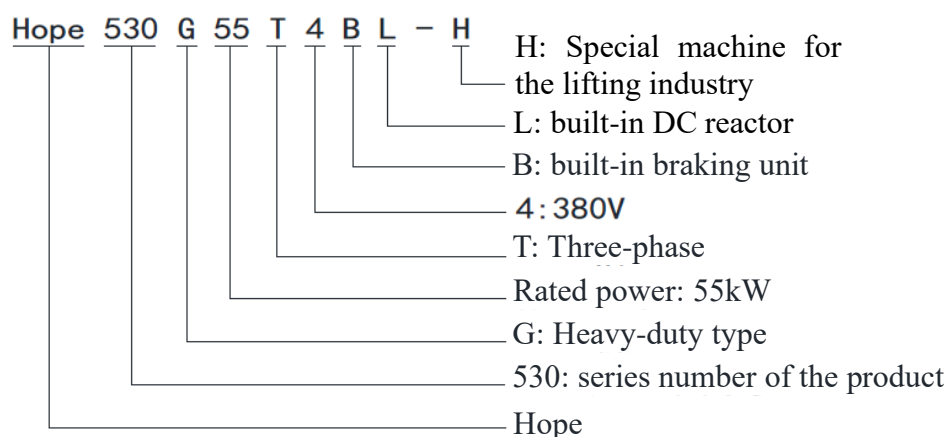 Hope 530 G 55 T 4 B L - H
H: Special machine for
the lifting industry
L: built-in DC reactor
B: built-in braking unit
4:380V
T: Three-phase
Rated power: 55kW
G: Heavy-duty type
530: series number of the product
Hope